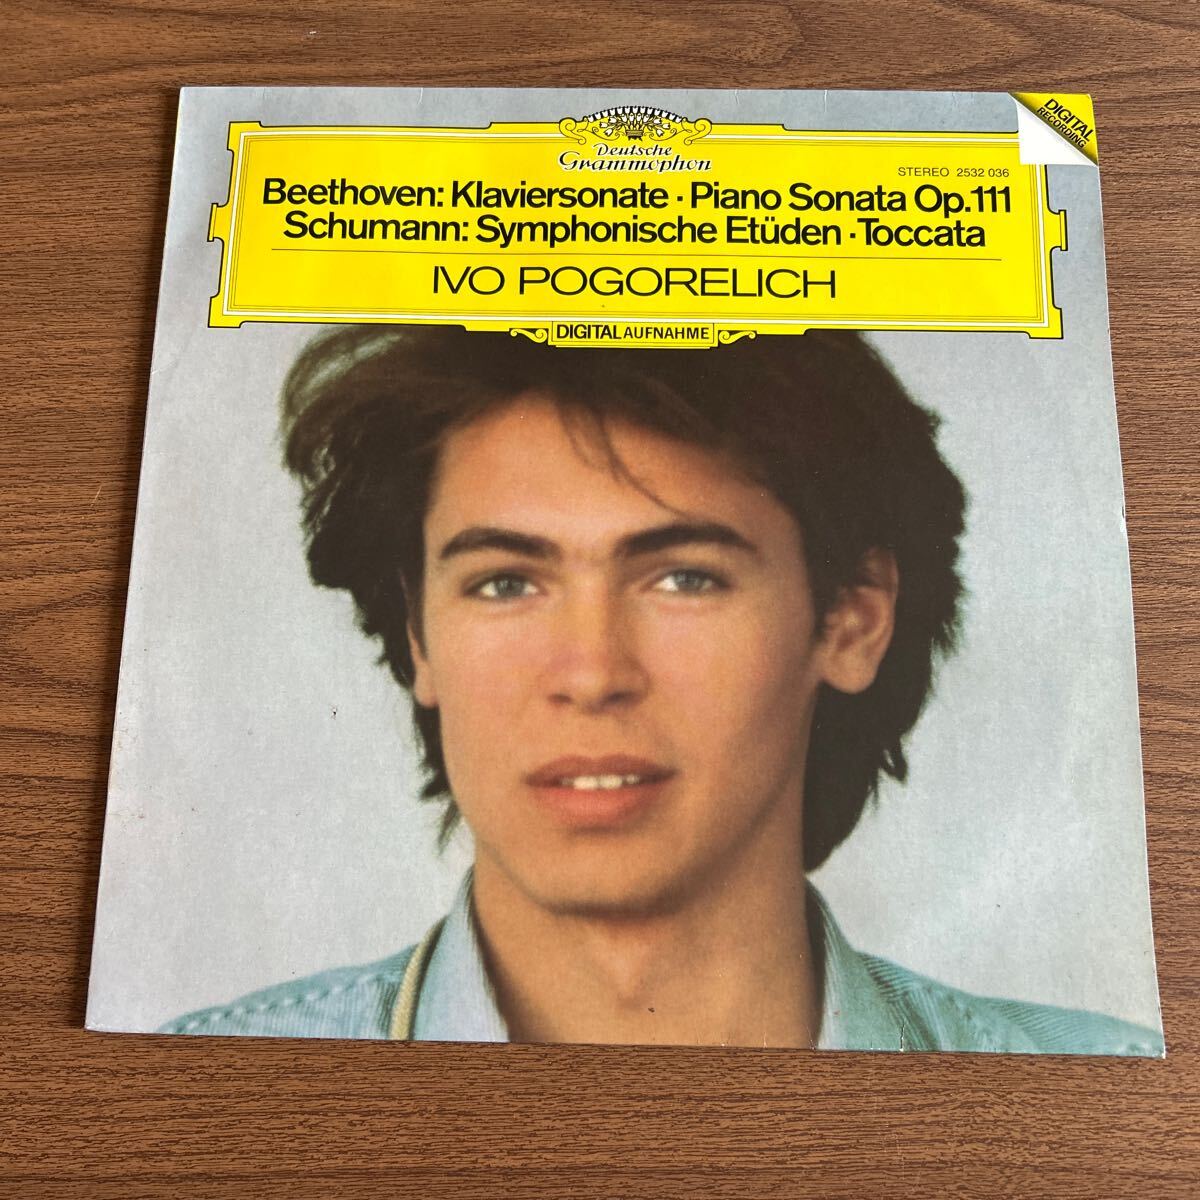 DIGITAL
RECORDING
Deutsche
Grammophon
STEREO 2532 036
Beethoven: Klaviersonate · Piano Sonata Op.111
Schumann: Symphonische Etüden · Toccata
IVO POGORELICH
DIGITAL AUFNAHME